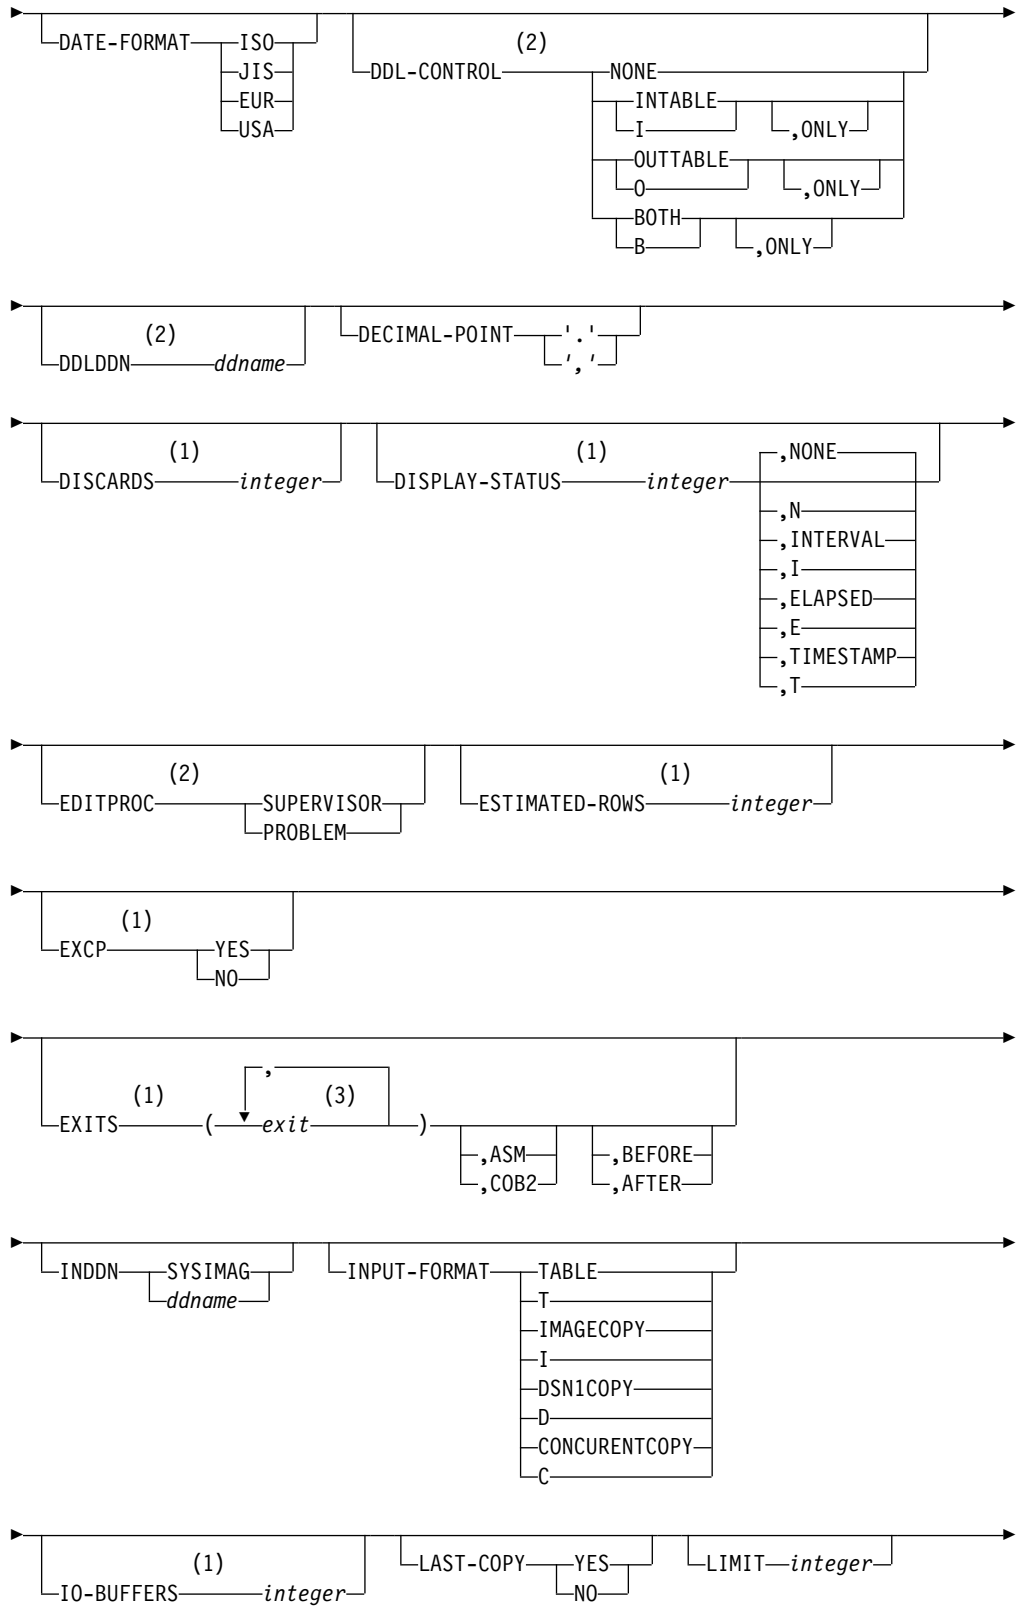 DATE-FORMAT ISO
JIS
EUR
USA
(2)
DDL-CONTROL NONE
INTABLE
I ,ONLY
OUTTABLE
O ,ONLY
BOTH
B ,ONLY
(2)
DDLDDN ddname
DECIMAL-POINT '.'
','
(1)
DISCARDS integer
(1)
DISPLAY-STATUS integer
,NONE
,N
,INTERVAL
,I
,ELAPSED
,E
,TIMESTAMP
,T
(2)
EDITPROC SUPERVISOR
PROBLEM
(1)
ESTIMATED-ROWS integer
(1)
EXCP YES
NO
,
(1) (3)
EXITS ( exit )
,ASM ,BEFORE
,COB2 ,AFTER
INDDN SYSIMAG
ddname
INPUT-FORMAT TABLE
T
IMAGECOPY
I
DSN1COPY
D
CONCURENTCOPY
C
(1)
IO-BUFFERS integer
LAST-COPY YES
NO
LIMIT integer